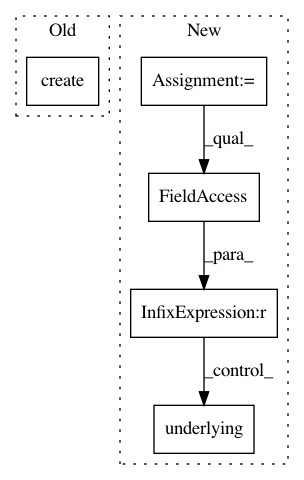 Old
New
create
Assignment:=
_qual_
FieldAccess
_para_
InfixExpression:r
_control_
underlying